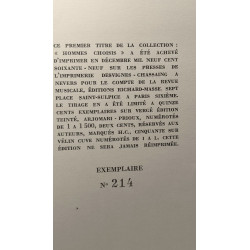 CE PREMIER TITRE DE LA COLLECTION :
« HOMMES CHOISIS » A ÉTÉ ACHEVÉ
D'IMPRIMER EN DÉCEMBRE MIL NEUF CENT
SOIXANTE - NEUF SUR LES PRESSES DE
L'IMPRIMERIE DESVIGNES - CHASSAING A
NEVERS POUR LE COMPTE DE LA REVUE
MUSICALE, ÉDITIONS RICHARD-MASSE, SEPT
PLACE SAINT-SULPICE A PARIS SIXIÈME.
LE TIRAGE EN A ÉTÉ LIMITÉ A QUINZE
CENTS EXEMPLAIRES SUR VERGÉ ÉDITION
TEINTÉ, ARJOMARI - PRIOUX, NUMÉROTÉS
DE 1 A 1 500, DEUX CENTS, RÉSERVÉS AUX
AUTEURS, MARQUÉS H.C., CINQUANTE SUR
VÉLIN CUVE NUMÉROTÉS DE I A L. CETTE
ÉDITION NE SERA JAMAIS RÉIMPRIMÉE.
EXEMPLAIRE
N° 214